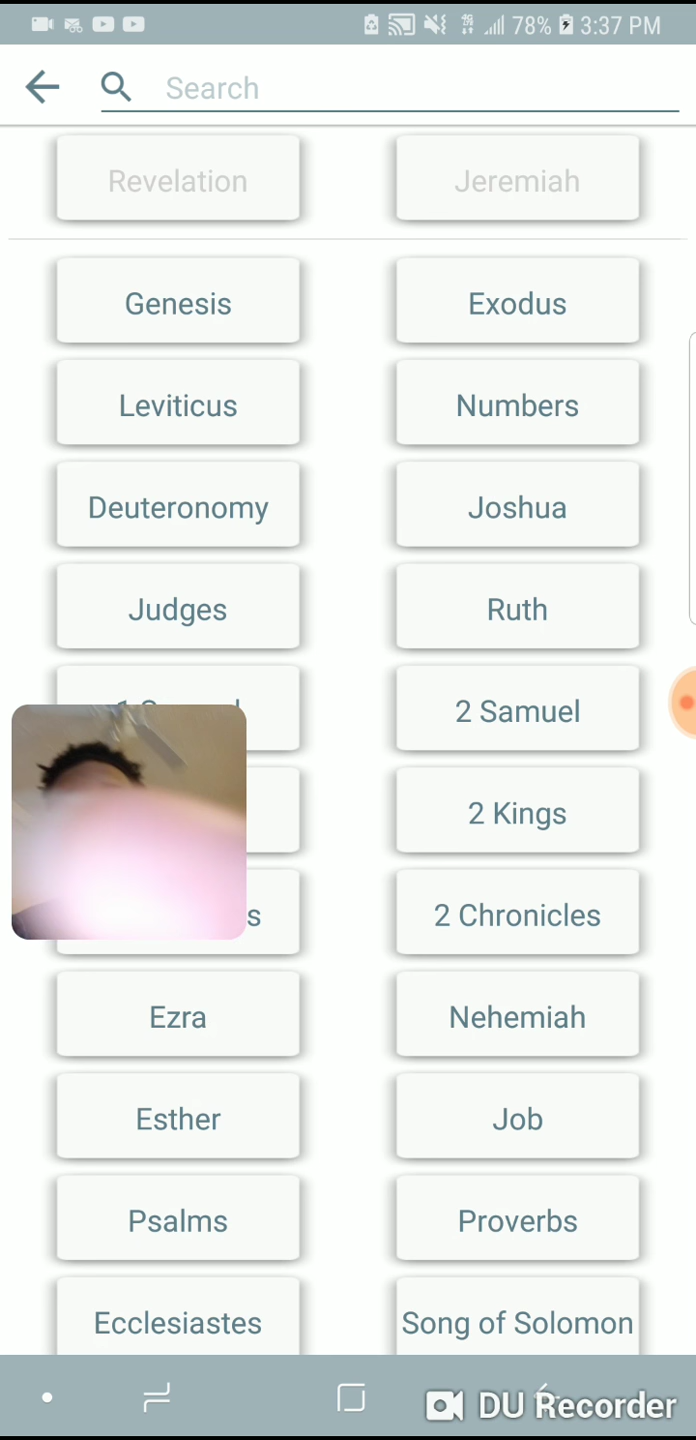 78% 3:37 PM
Search
Revelation Jeremiah
Genesis Exodus
Leviticus Numbers
Deuteronomy Joshua
Judges Ruth
2 Samuel
2 Kings
2 Chronicles
Ezra Nehemiah
Esther Job
Psalms Proverbs
Ecclesiastes Song of Solomon
DU Recorder